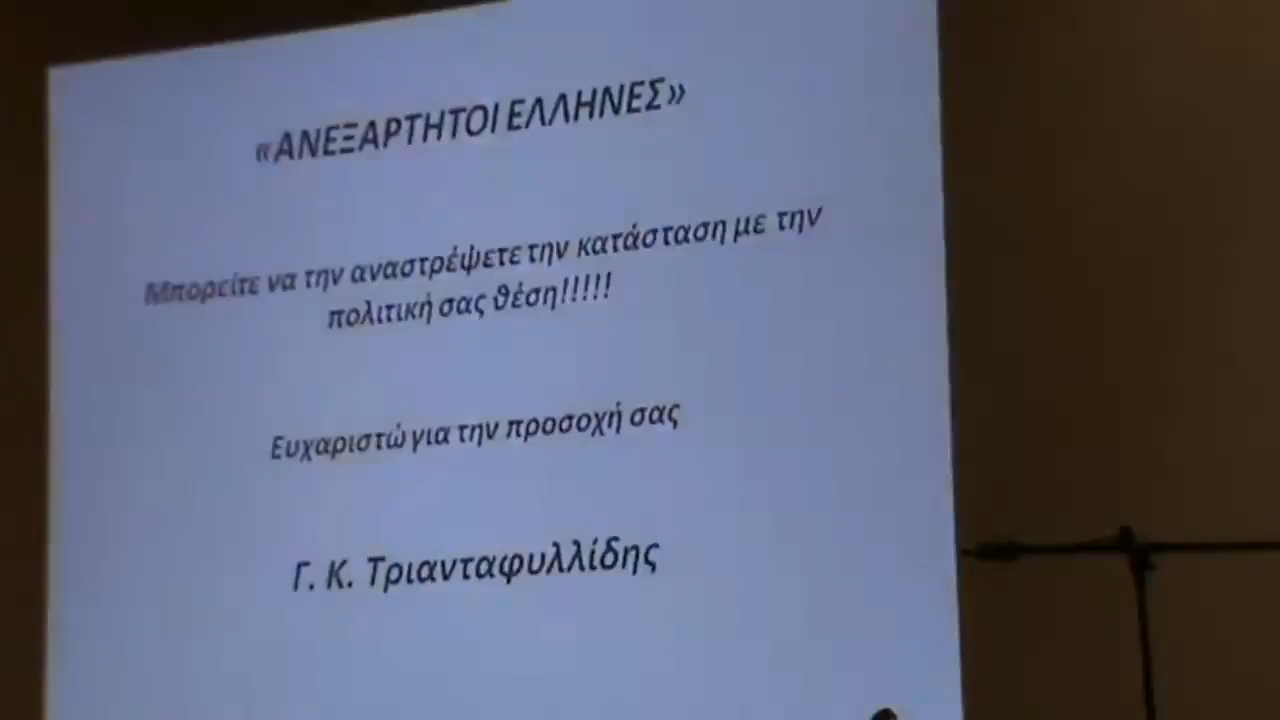 «ΑΝΕΞΑΡΤΗΤΟΙ ΕΛΛΗΝΕΣ»
Μπορείτε να την αναστρέψετε την κατάσταση με την
πολιτική σας θέση!!!!!
Ευχαριστώ για την προσοχή σας
Γ. Κ. Τριανταφυλλίδης